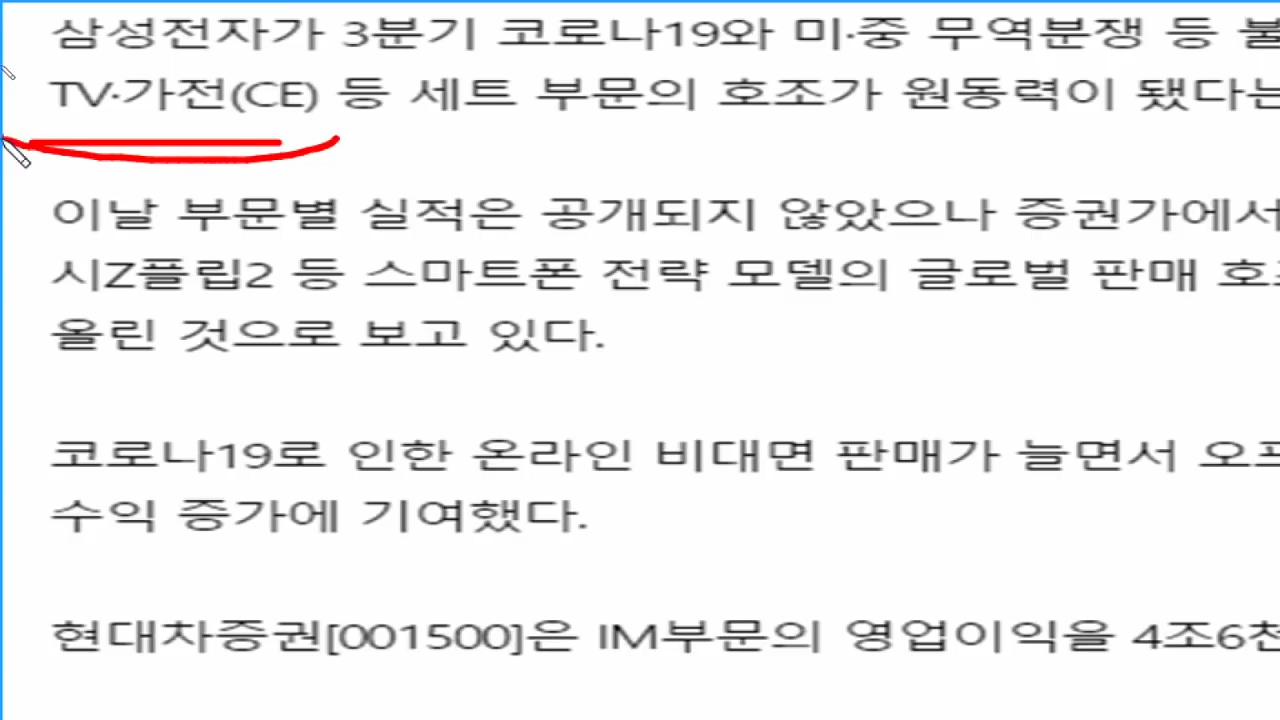 삼성전자가 3분기 코로나19와 미·중 무역분쟁 등
TV·가전(CE) 등 세트 부문의 호조가 원동력이 됐다는
이날 부문별 실적은 공개되지 않았으나 증권가에서
시Z플립2 등 스마트폰 전략 모델의 글로벌 판매
올린 것으로 보고 있다.
코로나19로 인한 온라인 비대면 판매가 늘면서
수익 증가에 기여했다.
현대차증권[001500]은 IM부문의 영업이익을 4조6천